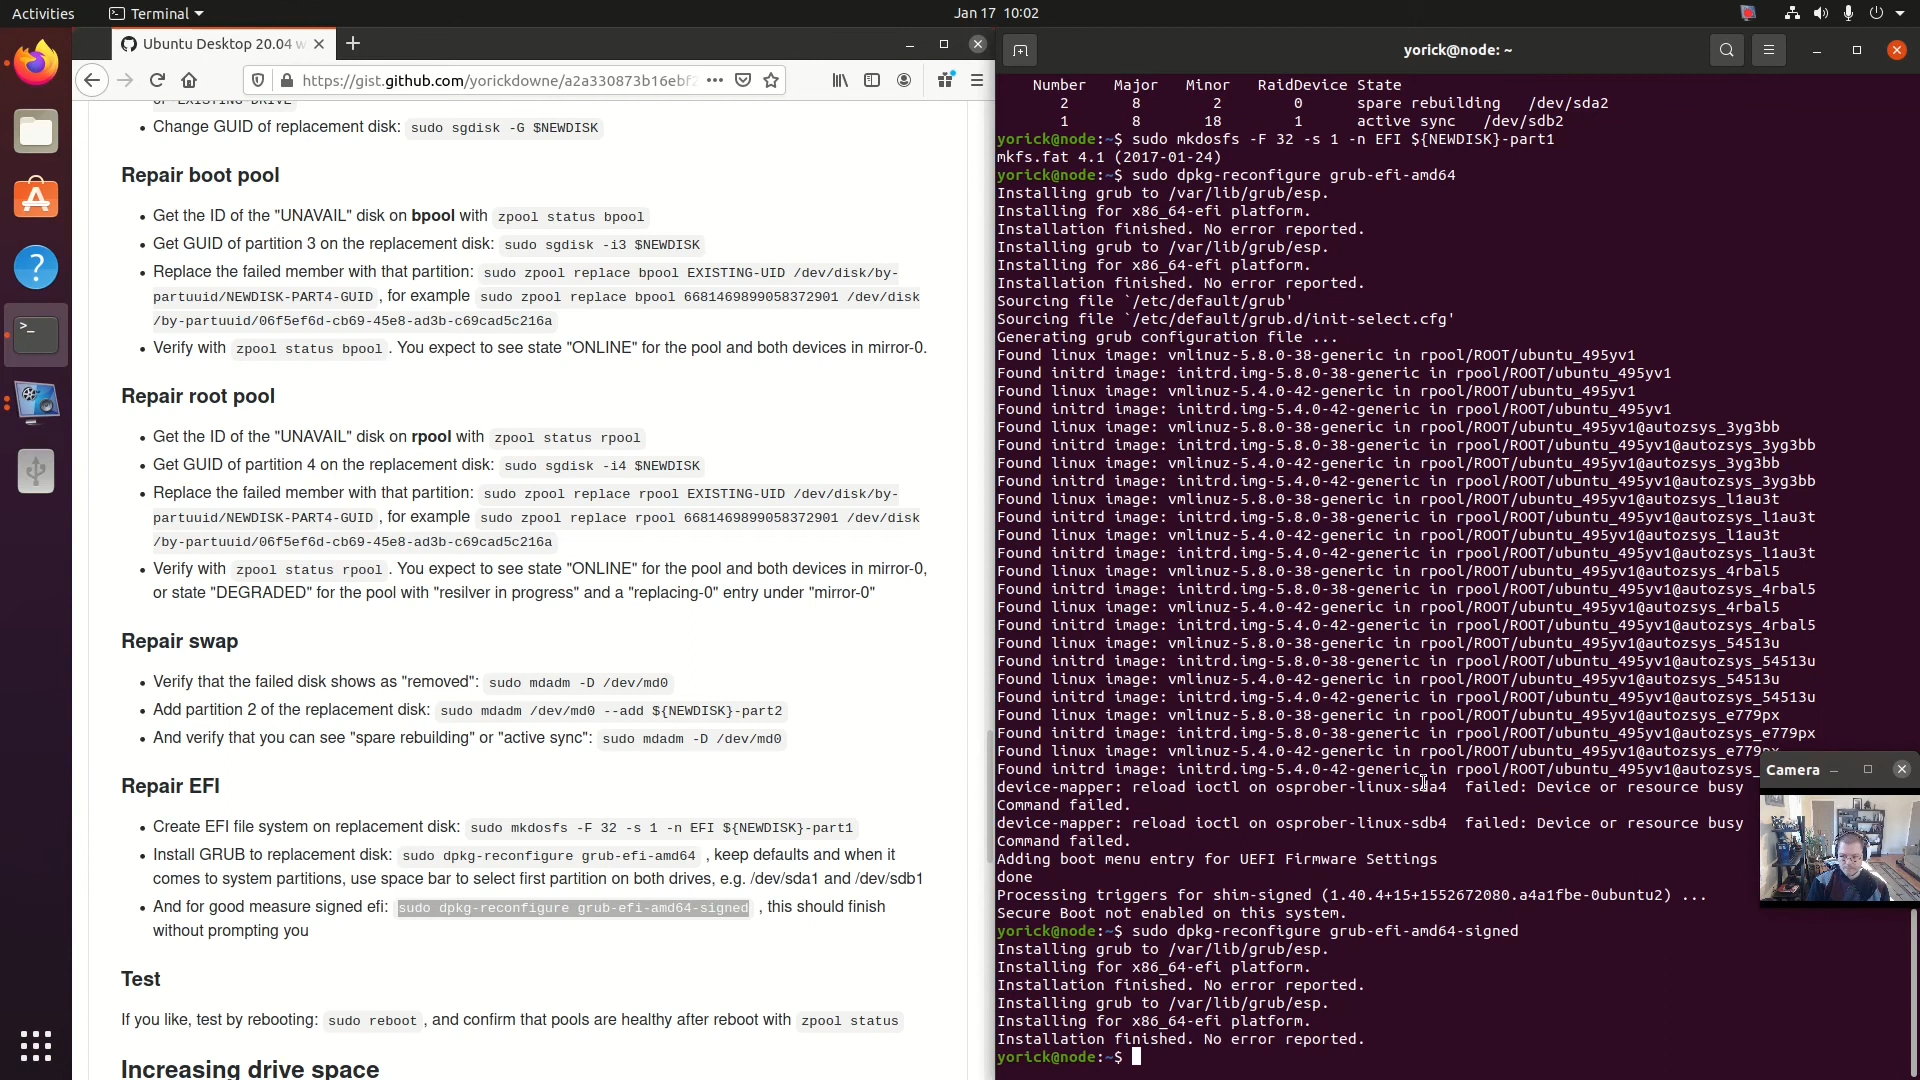 Activities
Terminal
Jan 17 10:02
Ubuntu Desktop 20.04 w
https://gist.github.com/yorickdowne/a2a330873b16ebf2
Change GUID of replacement disk: sudo sgdisk -G $NEWDISK
Repair boot pool
Get the ID of the "UNAVAIL" disk on bpool with zpool status bpool
Get GUID of partition 3 on the replacement disk: sudo sgdisk -i3 $NEWDISK
Replace the failed member with that partition: sudo zpool replace bpool EXISTING-UID /dev/disk/by-
partuuid/NEWDISK-PART4-GUID , for example sudo zpool replace bpool 6681469899058372901 /dev/disk
/by-partuuid/06f5ef6d-cb69-45e8-ad3b-c69cad5c216a
Verify with zpool status bpool . You expect to see state "ONLINE" for the pool and both devices in mirror-0.
Repair root pool
Get the ID of the "UNAVAIL" disk on rpool with zpool status rpool
Get GUID of partition 4 on the replacement disk: sudo sgdisk -i4 $NEWDISK
Replace the failed member with that partition: sudo zpool replace rpool EXISTING-UID /dev/disk/by-
partuuid/NEWDISK-PART4-GUID , for example sudo zpool replace rpool 6681469899058372901 /dev/disk
/by-partuuid/06f5ef6d-cb69-45e8-ad3b-c69cad5c216a
Verify with zpool status rpool . You expect to see state "ONLINE" for the pool and both devices in mirror-0,
or state "DEGRADED" for the pool with "resilver in progress" and a "replacing-0" entry under "mirror-0"
Repair swap
Verify that the failed disk shows as "removed": sudo mdadm -D /dev/md0
Add partition 2 of the replacement disk: sudo mdadm /dev/md0 --add ${NEWDISK}-part2
And verify that you can see "spare rebuilding" or "active sync": sudo mdadm -D /dev/md0
Repair EFI
Create EFI file system on replacement disk: sudo mkdosfs -F 32 -s 1 -n EFI ${NEWDISK}-part1
Install GRUB to replacement disk: sudo dpkg-reconfigure grub-efi-amd64 , keep defaults and when it
comes to system partitions, use space bar to select first partition on both drives, e.g. /dev/sda1 and /dev/sdb1
And for good measure signed efi: sudo dpkg-reconfigure grub-efi-amd64-signed , this should finish
without prompting you
Test
If you like, test by rebooting: sudo reboot , and confirm that pools are healthy after reboot with zpool status
Increasing drive space
yorick@node: ~
Number Major Minor RaidDevice State
2 8 2 0 spare rebuilding /dev/sda2
1 8 18 1 active sync /dev/sdb2
yorick@node:~$ sudo mkdosfs -F 32 -s 1 -n EFI ${NEWDISK}-part1
mkfs.fat 4.1 (2017-01-24)
yorick@node:~$ sudo dpkg-reconfigure grub-efi-amd64
Installing grub to /var/lib/grub/esp.
Installing for x86_64-efi platform.
Installation finished. No error reported.
Installing grub to /var/lib/grub/esp.
Installing for x86_64-efi platform.
Installation finished. No error reported.
Sourcing file `/etc/default/grub'
Sourcing file `/etc/default/grub.d/init-select.cfg'
Generating grub configuration file ...
Found linux image: vmlinuz-5.8.0-38-generic in rpool/ROOT/ubuntu_495yv1
Found initrd image: initrd.img-5.8.0-38-generic in rpool/ROOT/ubuntu_495yv1
Found linux image: vmlinuz-5.4.0-42-generic in rpool/ROOT/ubuntu_495yv1
Found initrd image: initrd.img-5.4.0-42-generic in rpool/ROOT/ubuntu_495yv1
Found linux image: vmlinuz-5.8.0-38-generic in rpool/ROOT/ubuntu_495yv1@autozsys_3yg3bb
Found initrd image: initrd.img-5.8.0-38-generic in rpool/ROOT/ubuntu_495yv1@autozsys_3yg3bb
Found linux image: vmlinuz-5.4.0-42-generic in rpool/ROOT/ubuntu_495yv1@autozsys_3yg3bb
Found initrd image: initrd.img-5.4.0-42-generic in rpool/ROOT/ubuntu_495yv1@autozsys_3yg3bb
Found linux image: vmlinuz-5.8.0-38-generic in rpool/ROOT/ubuntu_495yv1@autozsys_l1au3t
Found initrd image: initrd.img-5.8.0-38-generic in rpool/ROOT/ubuntu_495yv1@autozsys_l1au3t
Found linux image: vmlinuz-5.4.0-42-generic in rpool/ROOT/ubuntu_495yv1@autozsys_l1au3t
Found initrd image: initrd.img-5.4.0-42-generic in rpool/ROOT/ubuntu_495yv1@autozsys_l1au3t
Found linux image: vmlinuz-5.8.0-38-generic in rpool/ROOT/ubuntu_495yv1@autozsys_4rbal5
Found initrd image: initrd.img-5.8.0-38-generic in rpool/ROOT/ubuntu_495yv1@autozsys_4rbal5
Found linux image: vmlinuz-5.4.0-42-generic in rpool/ROOT/ubuntu_495yv1@autozsys_4rbal5
Found initrd image: initrd.img-5.4.0-42-generic in rpool/ROOT/ubuntu_495yv1@autozsys_4rbal5
Found linux image: vmlinuz-5.8.0-38-generic in rpool/ROOT/ubuntu_495yv1@autozsys_54513u
Found initrd image: initrd.img-5.8.0-38-generic in rpool/ROOT/ubuntu_495yv1@autozsys_54513u
Found linux image: vmlinuz-5.4.0-42-generic in rpool/ROOT/ubuntu_495yv1@autozsys_54513u
Found initrd image: initrd.img-5.4.0-42-generic in rpool/ROOT/ubuntu_495yv1@autozsys_54513u
Found linux image: vmlinuz-5.8.0-38-generic in rpool/ROOT/ubuntu_495yv1@autozsys_e779px
Found initrd image: initrd.img-5.8.0-38-generic in rpool/ROOT/ubuntu_495yv1@autozsys_e779px
Found linux image: vmlinuz-5.4.0-42-generic in rpool/ROOT/ubuntu_495yv1@autozsys_e779px
Found initrd image: initrd.img-5.4.0-42-generic in rpool/ROOT/ubuntu_495yv1@autozsys_
device-mapper: reload ioctl on osprober-linux-sda4 failed: Device or resource busy
Command failed.
device-mapper: reload ioctl on osprober-linux-sdb4 failed: Device or resource busy
Command failed.
Adding boot menu entry for UEFI Firmware Settings
done
Processing triggers for shim-signed (1.40.4+15+1552672080.a4a1fbe-0ubuntu2) ...
Secure Boot not enabled on this system.
yorick@node:~$ sudo dpkg-reconfigure grub-efi-amd64-signed
Installing grub to /var/lib/grub/esp.
Installing for x86_64-efi platform.
Installation finished. No error reported.
Installing grub to /var/lib/grub/esp.
Installing for x86_64-efi platform.
Installation finished. No error reported.
yorick@node:~$
Camera